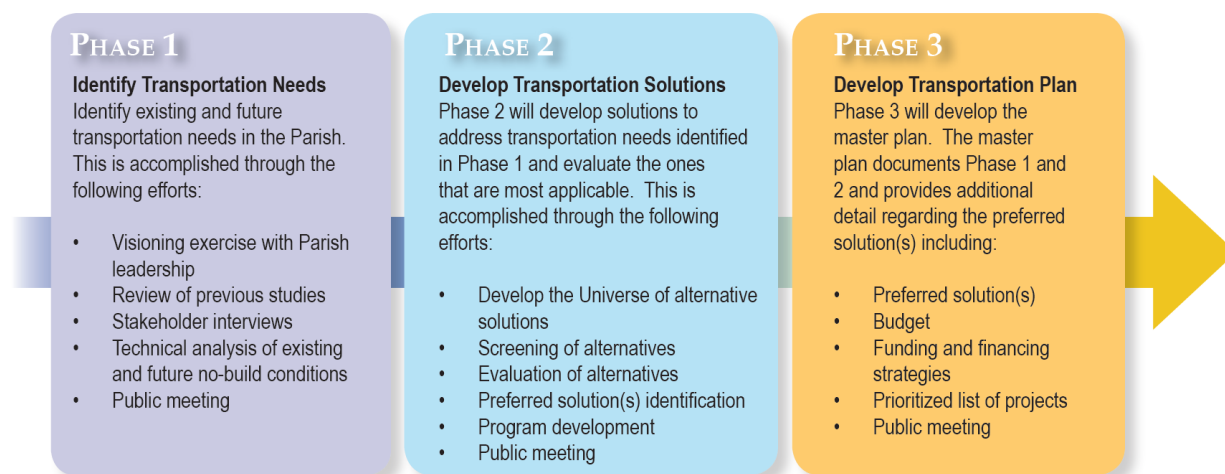 PHASE 1
Identify Transportation Needs
Identify existing and future
transportation needs in the Parish.
This is accomplished through the
following efforts:
• Visioning exercise with Parish
leadership
• Review of previous studies
• Stakeholder interviews
• Technical analysis of existing
and future no-build conditions
• Public meeting
PHASE 2
Develop Transportation Solutions
Phase 2 will develop solutions to
address transportation needs identified
in Phase 1 and evaluate the ones
that are most applicable.  This is
accomplished through the following
efforts:
• Develop the Universe of alternative
solutions
• Screening of alternatives
• Evaluation of alternatives
• Preferred solution(s) identification
• Program development
• Public meeting
PHASE 3
Develop Transportation Plan
Phase 3 will develop the
master plan.  The master
plan documents Phase 1 and
2 and provides additional
detail regarding the preferred
solution(s) including:
• Preferred solution(s)
• Budget
• Funding and financing
strategies
• Prioritized list of projects
• Public meeting